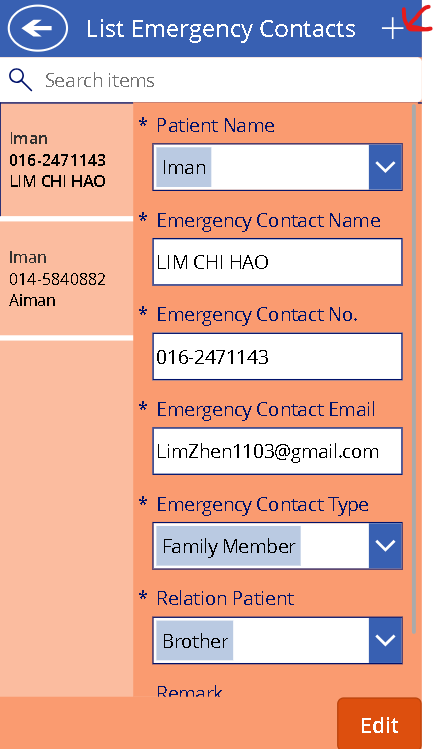 List Emergency Contacts
Search items
Iman
016-2471143
LIM CHI HAO
Iman
014-5840882
Aiman
* Patient Name
Iman
* Emergency Contact Name
LIM CHI HAO
* Emergency Contact No.
016-2471143
* Emergency Contact Email
LimZhen1103@gmail.com
* Emergency Contact Type
Family Member
* Relation Patient
Brother
Remark
Edit